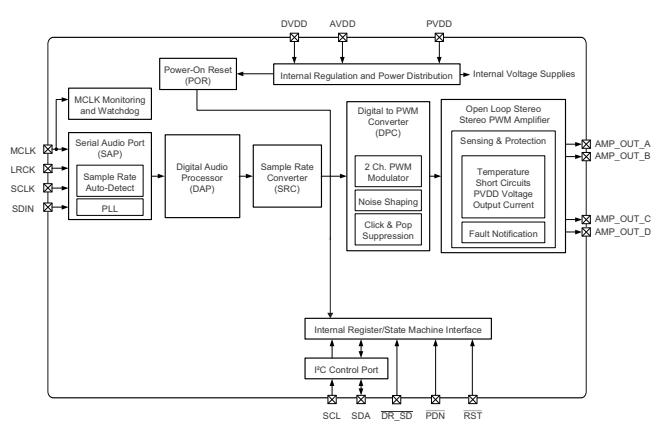 DVDD AVDD PVDD
Power-On Reset
(POR)
Internal Regulation and Power Distribution
Internal Voltage Supplies
MCLK Monitoring
and Watchdog
Digital to PWM
Converter
(DPC)
Open Loop Stereo
Stereo PWM Amplifier
MCLK
LRCK
SCLK
SDIN
Serial Audio Port
(SAP)
Sample Rate
Auto-Detect
PLL
Digital Audio
Processor
(DAP)
Sample Rate
Converter
(SRC)
2 Ch. PWM
Modulator
Noise Shaping
Click & Pop
Suppression
Sensing & Protection
Temperature
Short Circuits
PVDD Voltage
Output Current
Fault Notification
AMP_OUT_A
AMP_OUT_B
AMP_OUT_C
AMP_OUT_D
Internal Register/State Machine Interface
I²C Control Port
SCL SDA DR_SD PDN RST